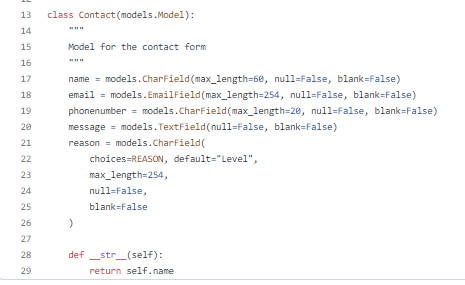 13 class Contact(models.Model):
14 """
15 Model for the contact form
16 """
17 name = models.CharField(max_length=60, null=False, blank=False)
18 email = models.EmailField(max_length=254, null=False, blank=False)
19 phonenumber = models.CharField(max_length=20, null=False, blank=False)
20 message = models.TextField(null=False, blank=False)
21 reason = models.CharField(
22 choices=REASON, default="Level",
23 max_length=254,
24 null=False,
25 blank=False
26 )
27
28 def __str__(self):
29 return self.name